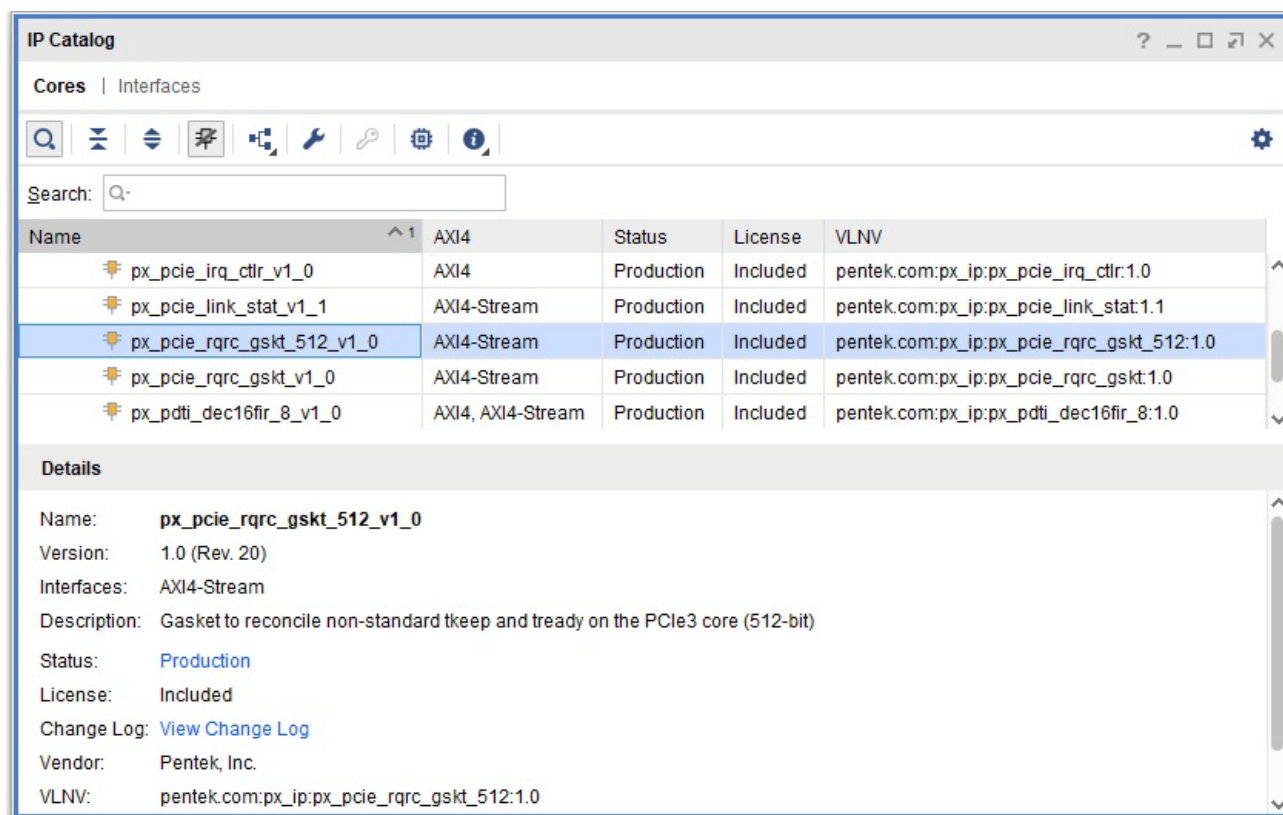 IP Catalog
Cores | Interfaces
Search:
Name 1 AXI4 Status License VLNV
px_pcie_irq_ctlr_v1_0 AXI4 Production Included pentek.com:px_ip:px_pcie_irq_ctlr:1.0
px_pcie_link_stat_v1_1 AXI4-Stream Production Included pentek.com:px_ip:px_pcie_link_stat:1.1
px_pcie_rqrc_gskt_512_v1_0 AXI4-Stream Production Included pentek.com:px_ip:px_pcie_rqrc_gskt_512:1.0
px_pcie_rqrc_gskt_v1_0 AXI4-Stream Production Included pentek.com:px_ip:px_pcie_rqrc_gskt:1.0
px_pdti_dec16fir_8_v1_0 AXI4, AXI4-Stream Production Included pentek.com:px_ip:px_pdti_dec16fir_8:1.0
Details
Name: px_pcie_rqrc_gskt_512_v1_0
Version: 1.0 (Rev. 20)
Interfaces: AXI4-Stream
Description: Gasket to reconcile non-standard tkeep and tready on the PCIe3 core (512-bit)
Status: Production
License: Included
Change Log: View Change Log
Vendor: Pentek, Inc.
VLNV: pentek.com:px_ip:px_pcie_rqrc_gskt_512:1.0